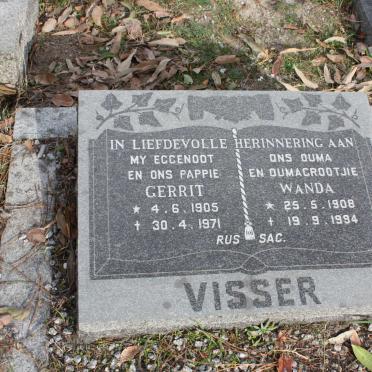 IN LIEFDEVOLLE HERINNERING AAN
MY EGGENOOT
EN ONS PAPPIE
GERRIT
* 4.6.1905
† 30.4.1971
ONS OUMA
EN OUMAGROOTJIE
WANDA
* 25.5.1908
† 19.9.1994
RUS SAG.
VISSER